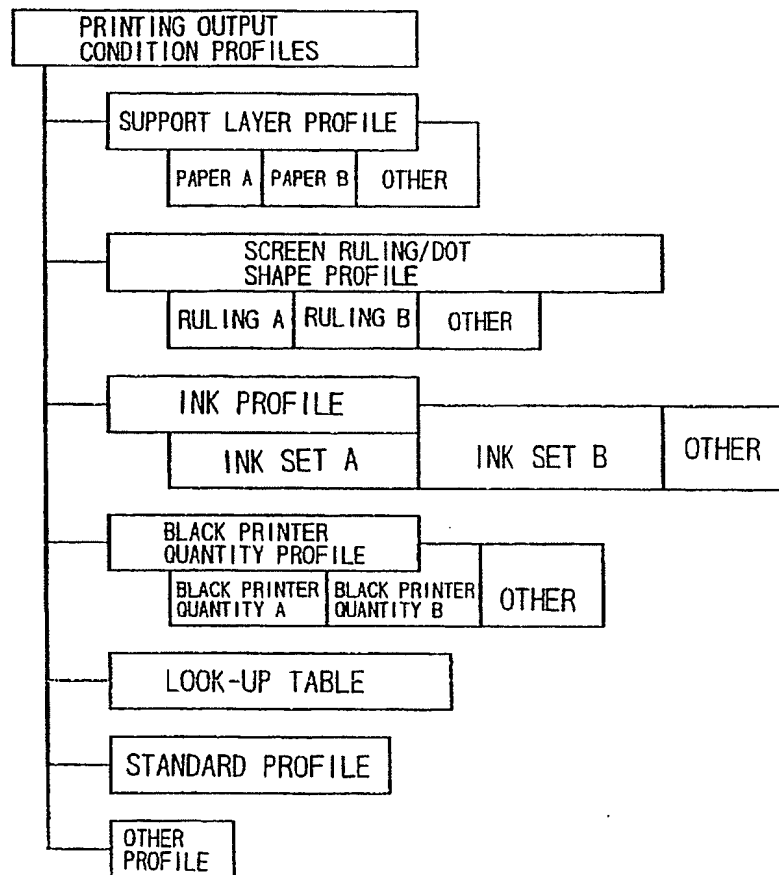 PRINTING OUTPUT
CONDITION PROFILES
SUPPORT LAYER PROFILE
PAPER A PAPER B OTHER
SCREEN RULING/DOT
SHAPE PROFILE
RULING A RULING B OTHER
INK PROFILE
INK SET A INK SET B OTHER
BLACK PRINTER
QUANTITY PROFILE
BLACK PRINTER BLACK PRINTER
QUANTITY A QUANTITY B OTHER
LOOK-UP TABLE
STANDARD PROFILE
OTHER
PROFILE